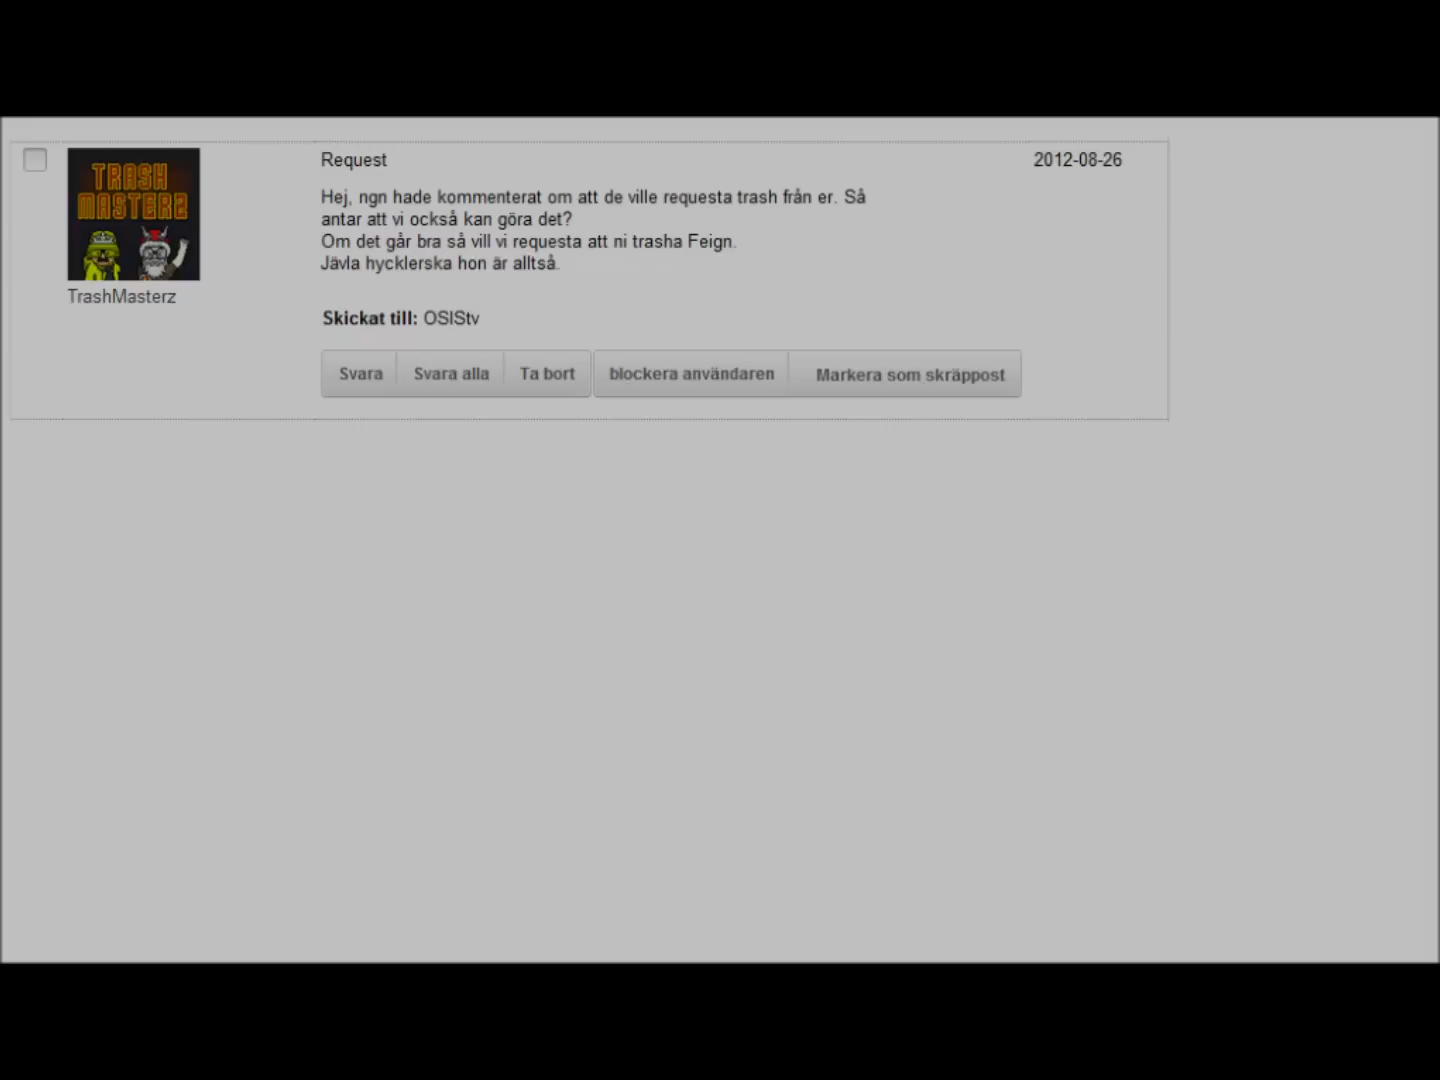 TRASH
MASTERZ
TrashMasterz
Request
2012-08-26
Hej, ngn hade kommenterat om att de ville requesta trash från er. Så
antar att vi också kan göra det?
Om det går bra så vill vi requesta att ni trasha Feign.
Jävla hycklerska hon är alltså.
Skickat till: OSIStv
Svara
Svara alla
Ta bort
blockera användaren
Markera som skräppost